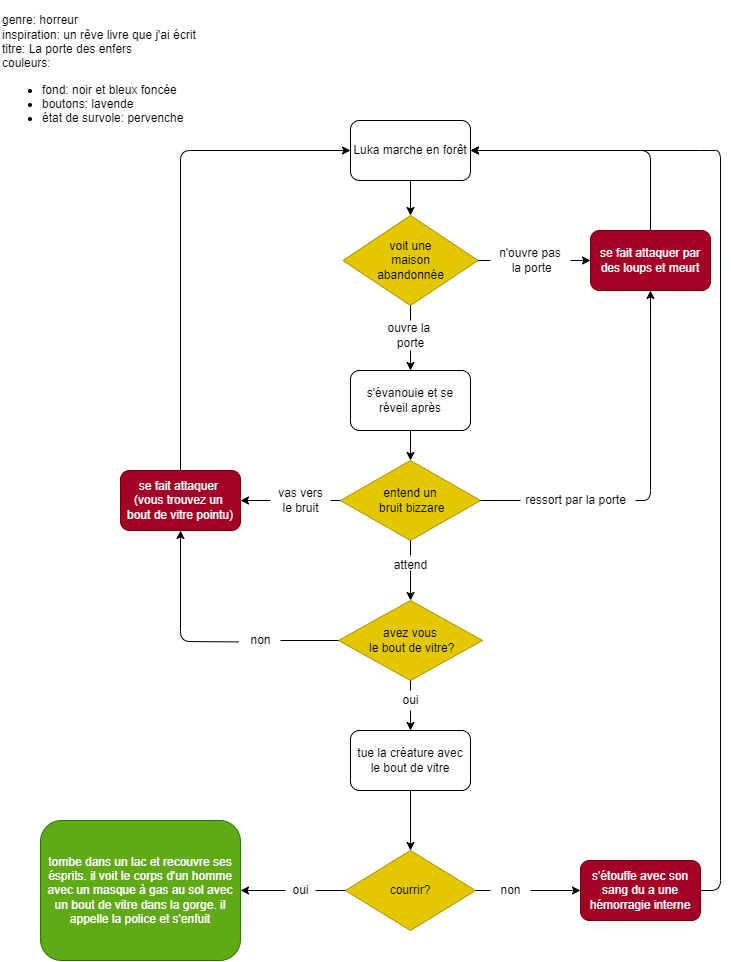 genre: horreur
inspiration: un rêve livre que j'ai écrit
titre: La porte des enfers
couleurs:
fond: noir et bleux foncée
boutons: lavende
état de survole: pervenche
Luka marche en forêt
voit une
maison
abandonnée
n'ouvre pas
la porte
se fait attaquer par
des loups et meurt
ouvre la
porte
s'évanouie et se
réveil après
se fait attaquer
(vous trouvez un
bout de vitre pointu)
vas vers
le bruit
entend un
bruit bizzare
ressort par la porte
attend
non
avez vous
le bout de vitre?
oui
tue la créature avec
le bout de vitre
tombe dans un lac et recouvre ses
ésprits. il voit le corps d'un homme
avec un masque à gas au sol avec
un bout de vitre dans la gorge. il
appelle la police et s'enfuit
oui
courrir?
non
s'étouffe avec son
sang du a une
hémorragie interne